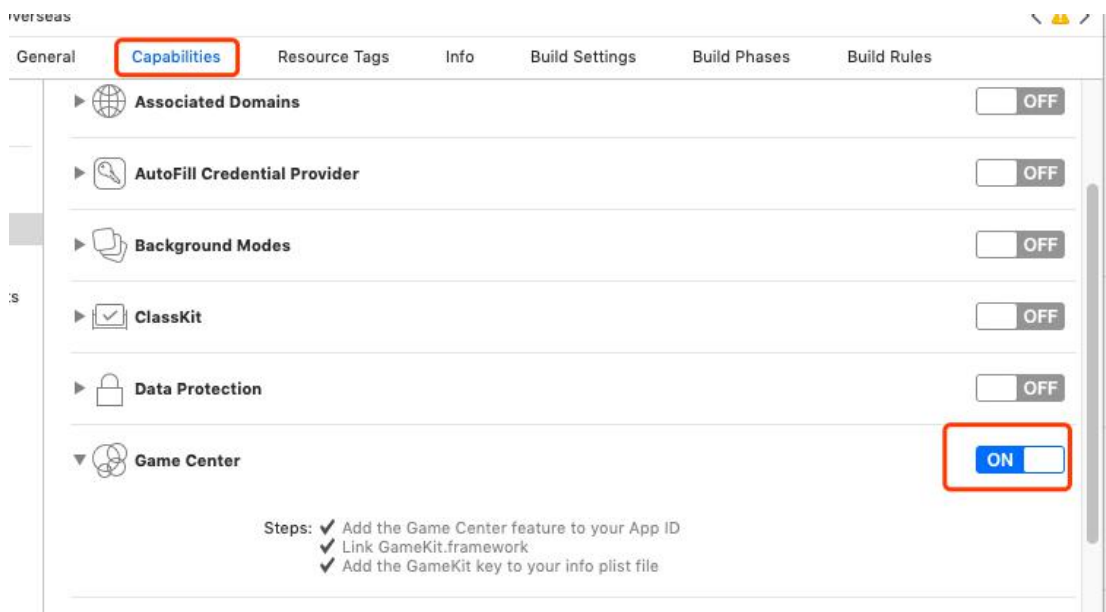 General Capabilities Resource Tags Info Build Settings Build Phases Build Rules
Associated Domains OFF
AutoFill Credential Provider OFF
Background Modes OFF
ClassKit OFF
Data Protection OFF
Game Center ON
Steps: ✔ Add the Game Center feature to your App ID
✔ Link GameKit.framework
✔ Add the GameKit key to your info plist file